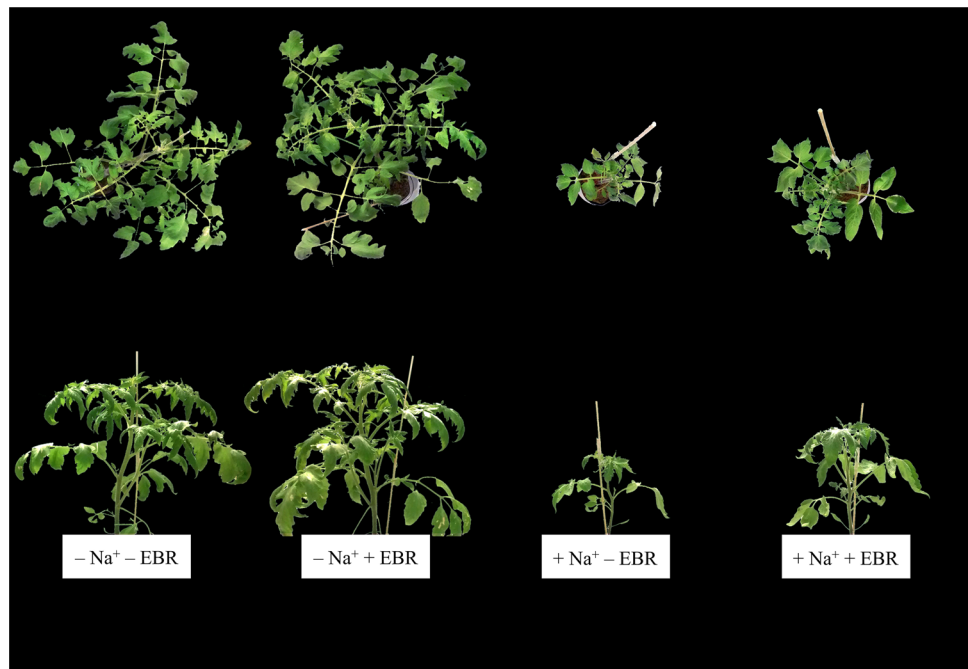 – Na⁺ – EBR
– Na⁺ + EBR
+ Na⁺ – EBR
+ Na⁺ + EBR